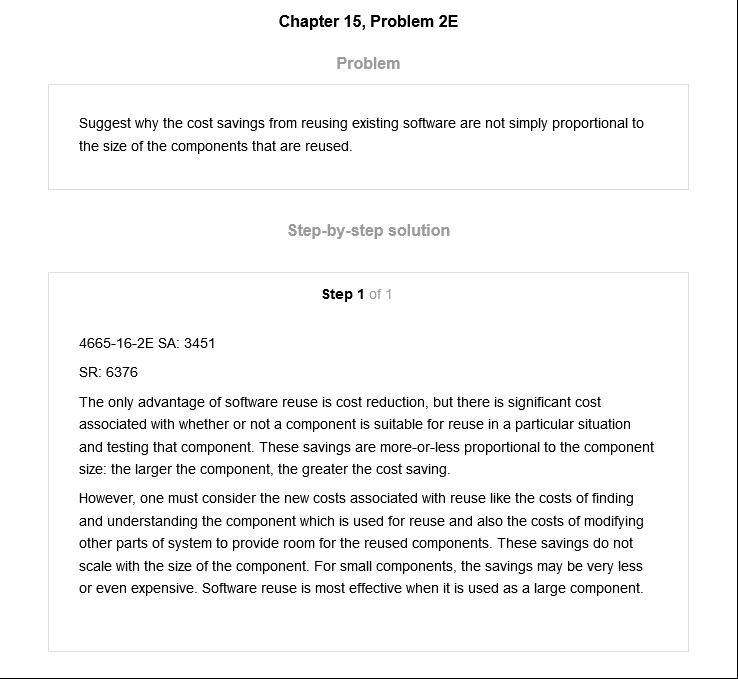 Chapter 15, Problem 2E
Problem
Suggest why the cost savings from reusing existing software are not simply proportional to
the size of the components that are reused.
Step-by-step solution
Step 1 of 1
4665-16-2E SA: 3451
SR: 6376
The only advantage of software reuse is cost reduction, but there is significant cost
associated with whether or not a component is suitable for reuse in a particular situation
and testing that component. These savings are more-or-less proportional to the component
size: the larger the component, the greater the cost saving.
However, one must consider the new costs associated with reuse like the costs of finding
and understanding the component which is used for reuse and also the costs of modifying
other parts of system to provide room for the reused components. These savings do not
scale with the size of the component. For small components, the savings may be very less
or even expensive. Software reuse is most effective when it is used as a large component.